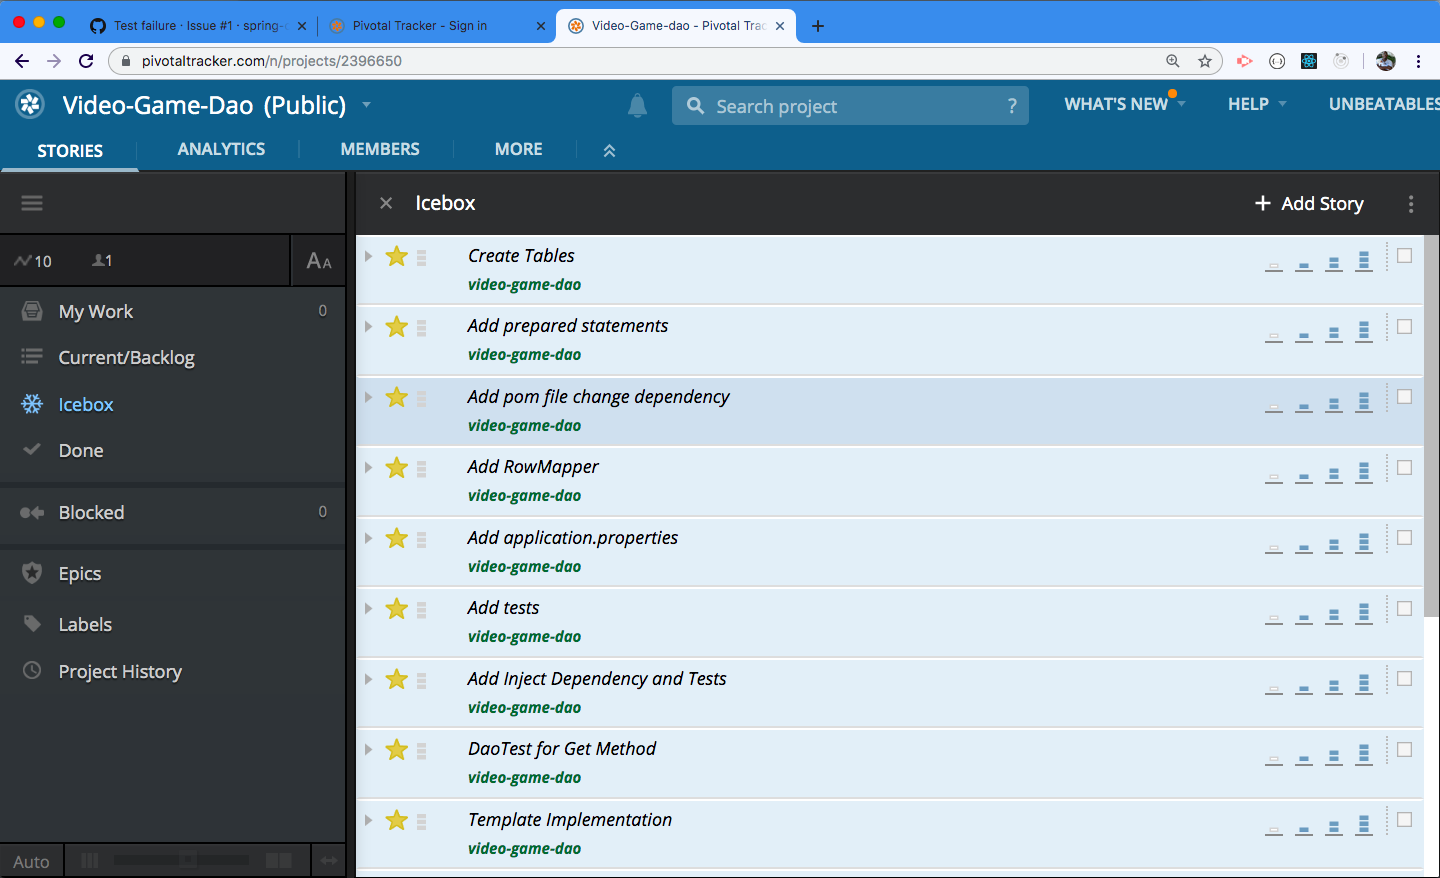 Test failure · Issue #1 · spring-
Pivotal Tracker - Sign in
Video-Game-dao - Pivotal Trac
pivotaltracker.com/n/projects/2396650
Video-Game-Dao (Public)
Search project
?
WHAT'S NEW
HELP
UNBEATABLES
STORIES
ANALYTICS
MEMBERS
MORE
Icebox
+ Add Story
10
1
AA
My Work 0
Current/Backlog
Icebox
Done
Blocked 0
Epics
Labels
Project History
Auto
Create Tables
video-game-dao
Add prepared statements
video-game-dao
Add pom file change dependency
video-game-dao
Add RowMapper
video-game-dao
Add application.properties
video-game-dao
Add tests
video-game-dao
Add Inject Dependency and Tests
video-game-dao
DaoTest for Get Method
video-game-dao
Template Implementation
video-game-dao